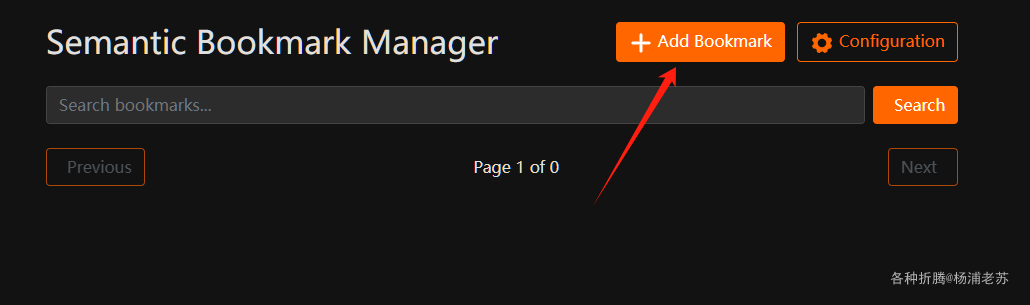 Semantic Bookmark Manager
Add Bookmark
Configuration
Search bookmarks...
Search
Previous
Page 1 of 0
Next
各种折腾@杨浦老苏